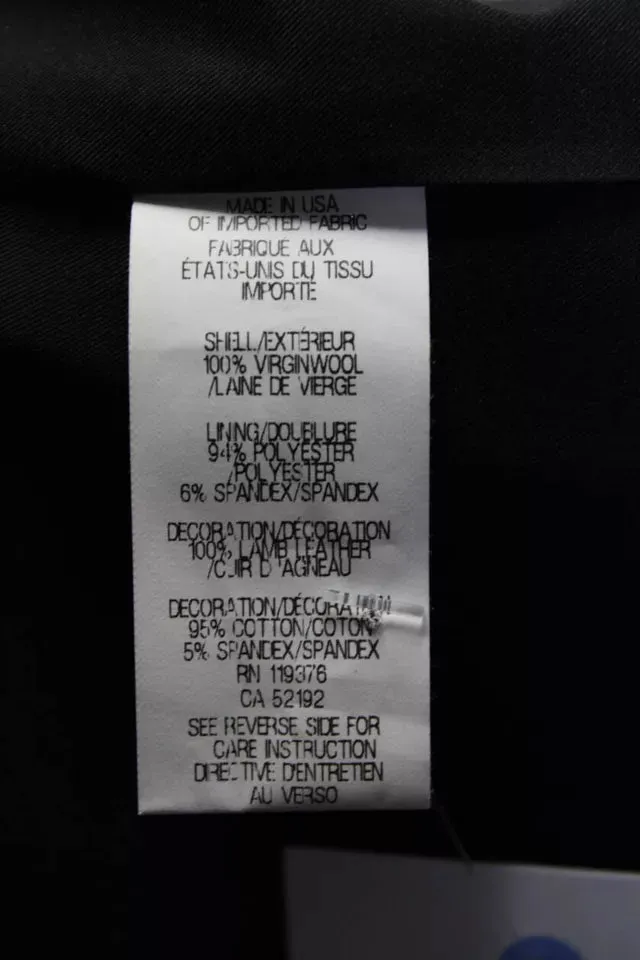 MADE IN USA
OF IMPORTED FABRIC
FABRIQUE AUX
ÉTATS-UNIS DU TISSU
IMPORTÉ
SHELL/EXTÉRIEUR
100% VIRGINWOOL
/LAINE DE VIERGE
LINING/DOUBLURE
94% POLYESTER
/POLYESTER
6% SPANDEX/SPANDEX
DECORATION/DÉCORATION
100% LAMB LEATHER
/CUIR D'AGNEAU
DECORATION/DÉCORATION
95% COTTON/COTON
5% SPANDEX/SPANDEX
RN 119376
CA 52192
SEE REVERSE SIDE FOR
CARE INSTRUCTION
DIRECTIVE D'ENTRETIEN
AU VERSO